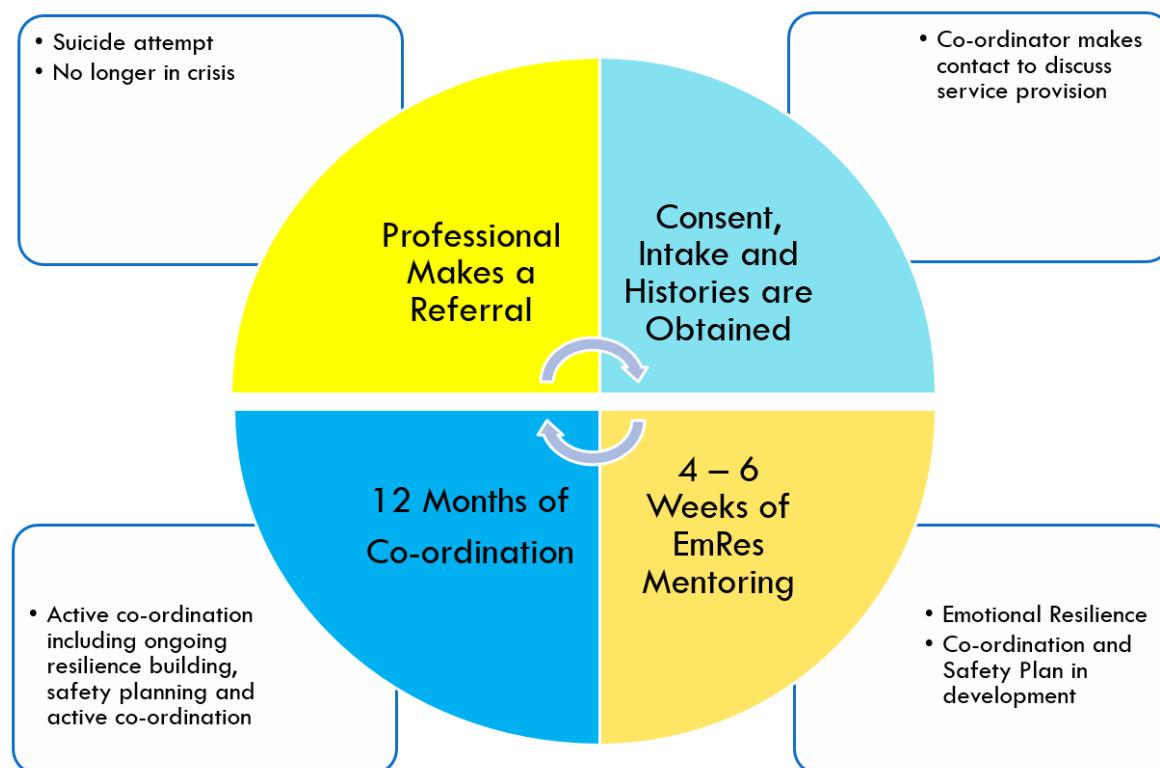 • Suicide attempt
• No longer in crisis
• Co-ordinator makes
contact to discuss
service provision
Professional
Makes a
Referral
Consent,
Intake and
Histories are
Obtained
12 Months of
Co-ordination
4 – 6
Weeks of
EmRes
Mentoring
• Active co-ordination
including ongoing
resilience building,
safety planning and
active co-ordination
• Emotional Resilience
• Co-ordination and
Safety Plan in
development